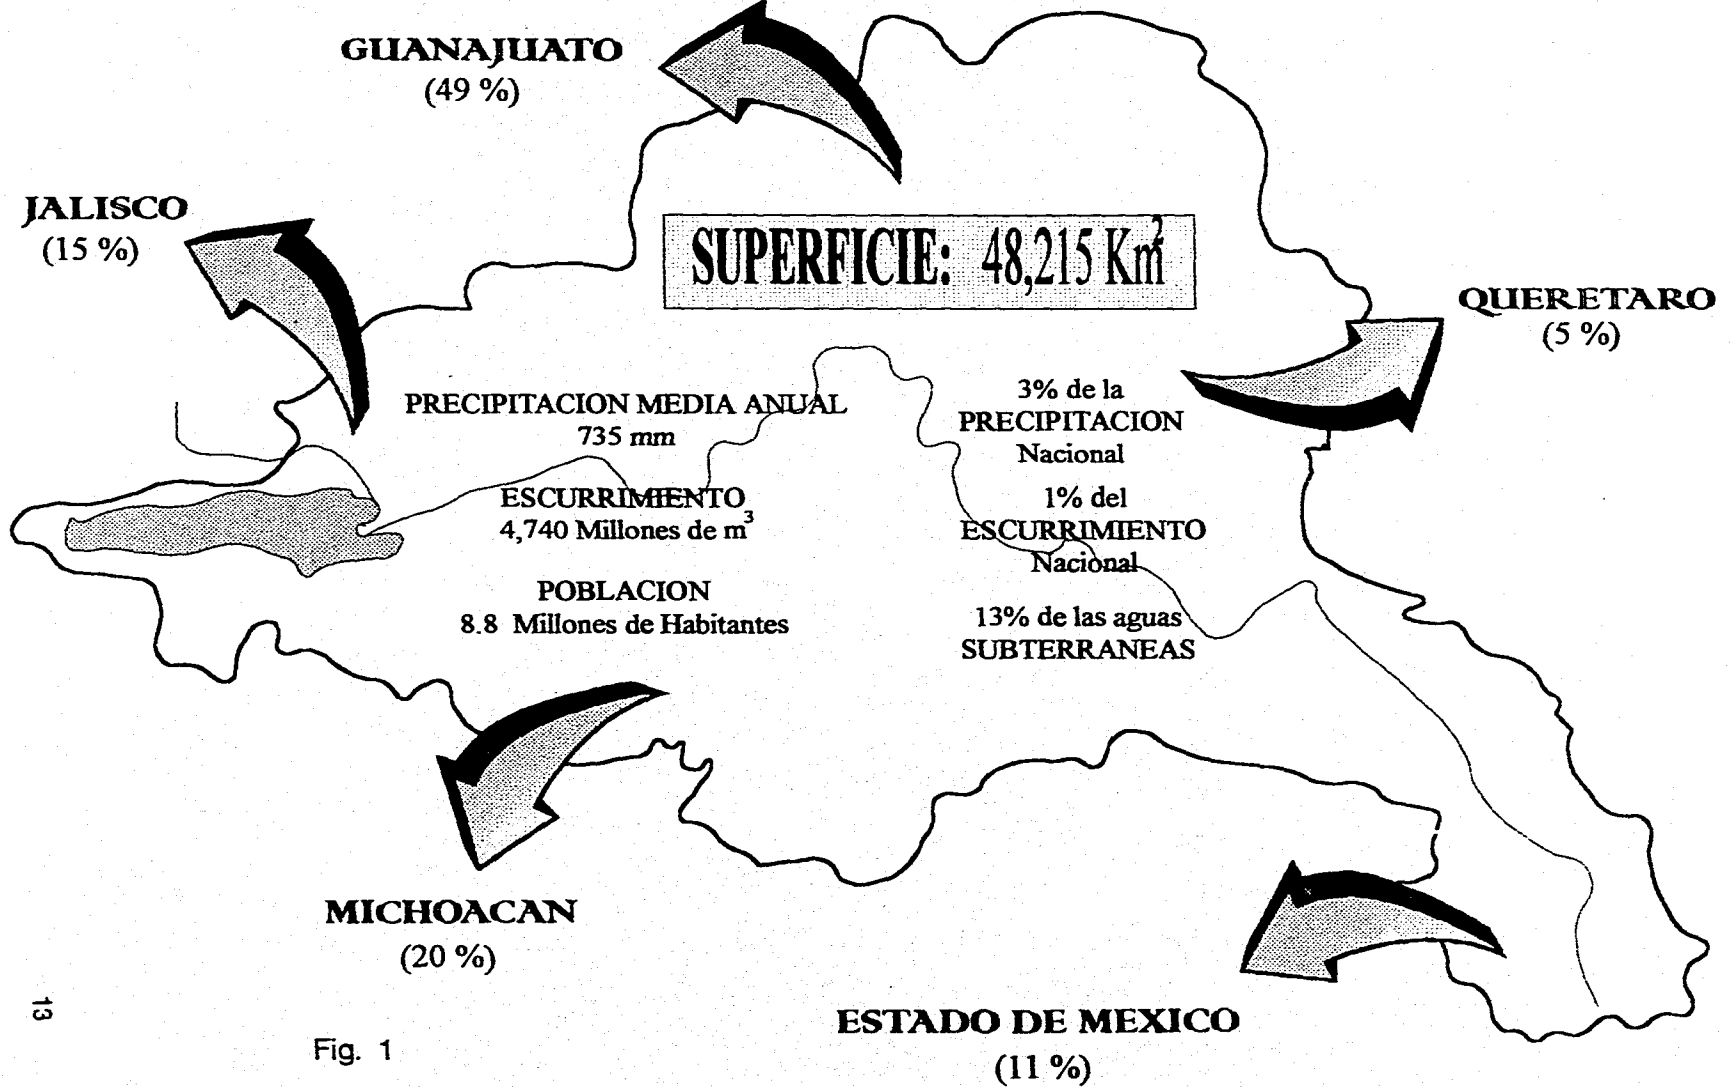 GUANAJUATO
(49 %)
JALISCO
(15 %)
SUPERFICIE: 48,215 Km²
QUERETARO
(5 %)
PRECIPITACION MEDIA ANUAL
735 mm
ESCURRIMIENTO
4,740 Millones de m³
POBLACION
8.8 Millones de Habitantes
3% de la
PRECIPITACION
Nacional
1% del
ESCURRIMIENTO
Nacional
13% de las aguas
SUBTERRANEAS
MICHOACAN
(20 %)
ESTADO DE MEXICO
(11 %)
13
Fig. 1